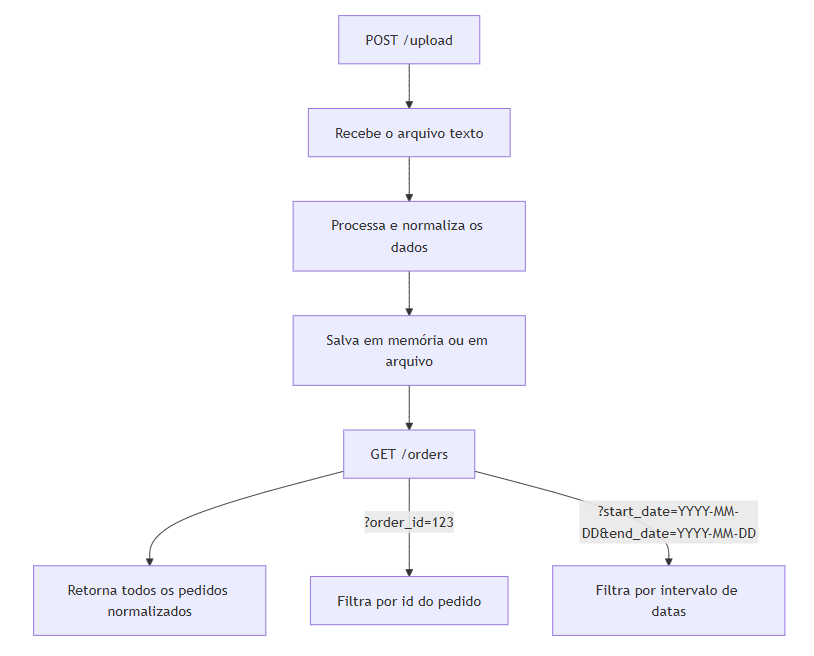 POST /upload
Recebe o arquivo texto
Processa e normaliza os
dados
Salva em memória ou em
arquivo
GET /orders
?order_id=123
?start_date=YYYY-MM-
DD&end_date=YYYY-MM-DD
Retorna todos os pedidos
normalizados
Filtra por id do pedido
Filtra por intervalo de
datas